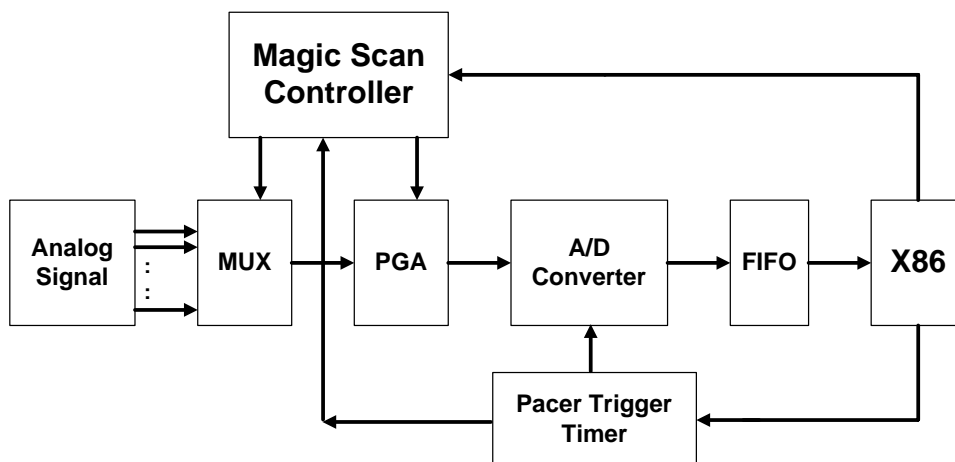 Magic Scan
Controller
Analog
Signal
MUX
PGA
A/D
Converter
FIFO
X86
Pacer Trigger
Timer